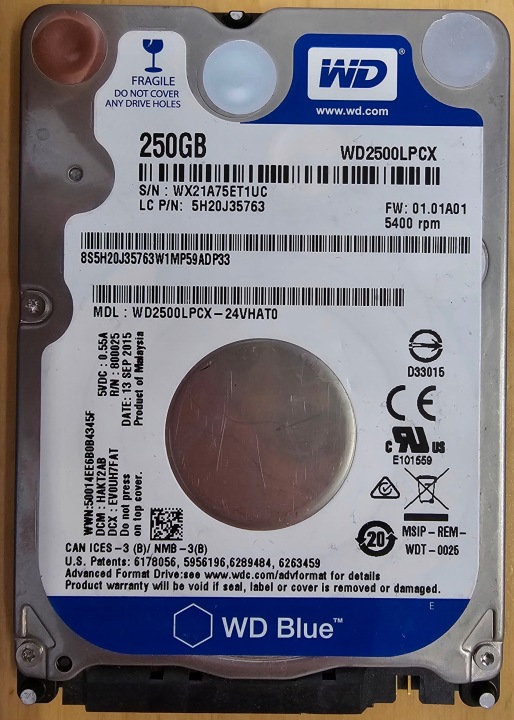 FRAGILE
DO NOT COVER
ANY DRIVE HOLES
WD®
www.wd.com
250GB
WD2500LPCX
S/N : WX21A75ET1UC
LC P/N: 5H20J35763
FW: 01.01A01
5400 rpm
8S5H20J35763W1MP59ADP33
MDL : WD2500LPCX-24VHAT0
5VDC : 0.55A
R/N : 800025
DATE: 13 SEP 2015
Product of Malaysia
WWN:50014EE6B0B4345F
DCM : HAKT2AB
DCX : EV0UH7FAT
Do not press
on top cover.
D33015
CE
c UR us
E101559
20
MSIP-REM-
WDT-0025
CAN ICES-3 (B)/ NMB-3(B)
U.S. Patents: 6178056, 5956196,6289484, 6263459
Advanced Format Drive:see www.wdc.com/advformat for details
Product warranty will be void if seal, label or cover is removed or damaged.
E
WD Blue™